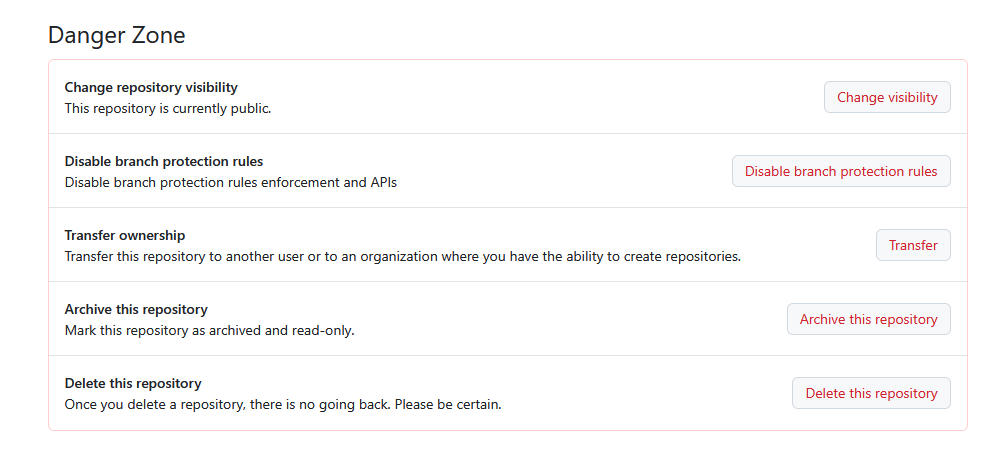 Danger Zone
Change repository visibility
This repository is currently public.
Change visibility
Disable branch protection rules
Disable branch protection rules enforcement and APIs
Disable branch protection rules
Transfer ownership
Transfer this repository to another user or to an organization where you have the ability to create repositories.
Transfer
Archive this repository
Mark this repository as archived and read-only.
Archive this repository
Delete this repository
Once you delete a repository, there is no going back. Please be certain.
Delete this repository